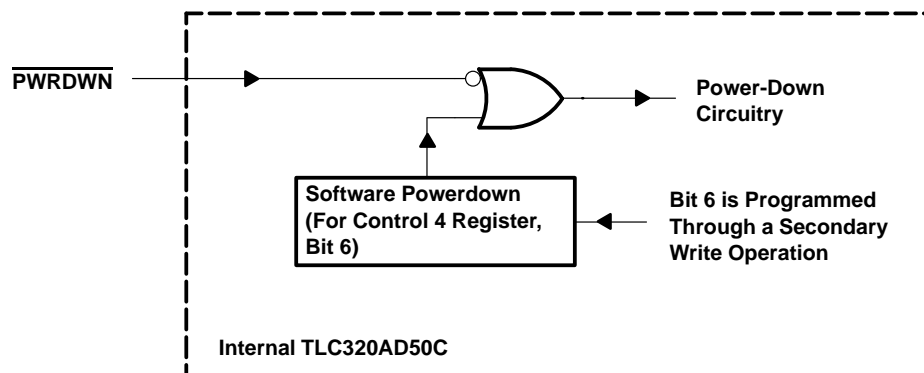 PWRDWN
Power-Down
Circuitry
Software Powerdown
(For Control 4 Register,
Bit 6)
Bit 6 is Programmed
Through a Secondary
Write Operation
Internal TLC320AD50C